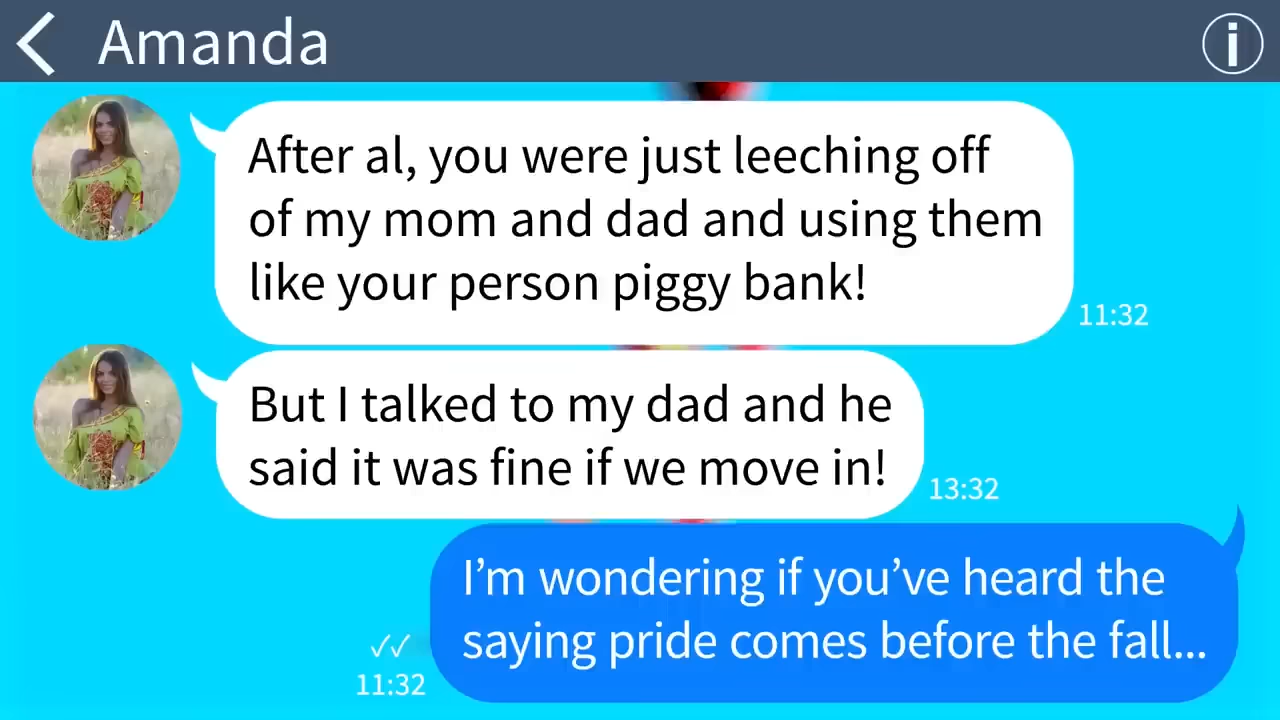 Amanda
After al, you were just leeching off
of my mom and dad and using them
like your person piggy bank!
11:32
But I talked to my dad and he
said it was fine if we move in!
13:32
I’m wondering if you’ve heard the
saying pride comes before the fall...
11:32